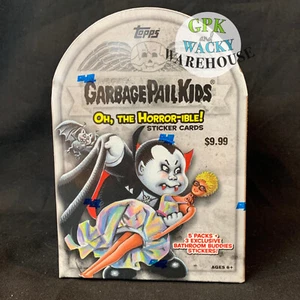 GPK
WACKY
WAREHOUSE
Topps
GARBAGE PAIL KIDS®
OH, THE HORROR-IBLE!
STICKER CARDS
$9.99
5 PACKS +
3 EXCLUSIVE
BATHROOM BUDDIES
STICKERS!
AGES 6+